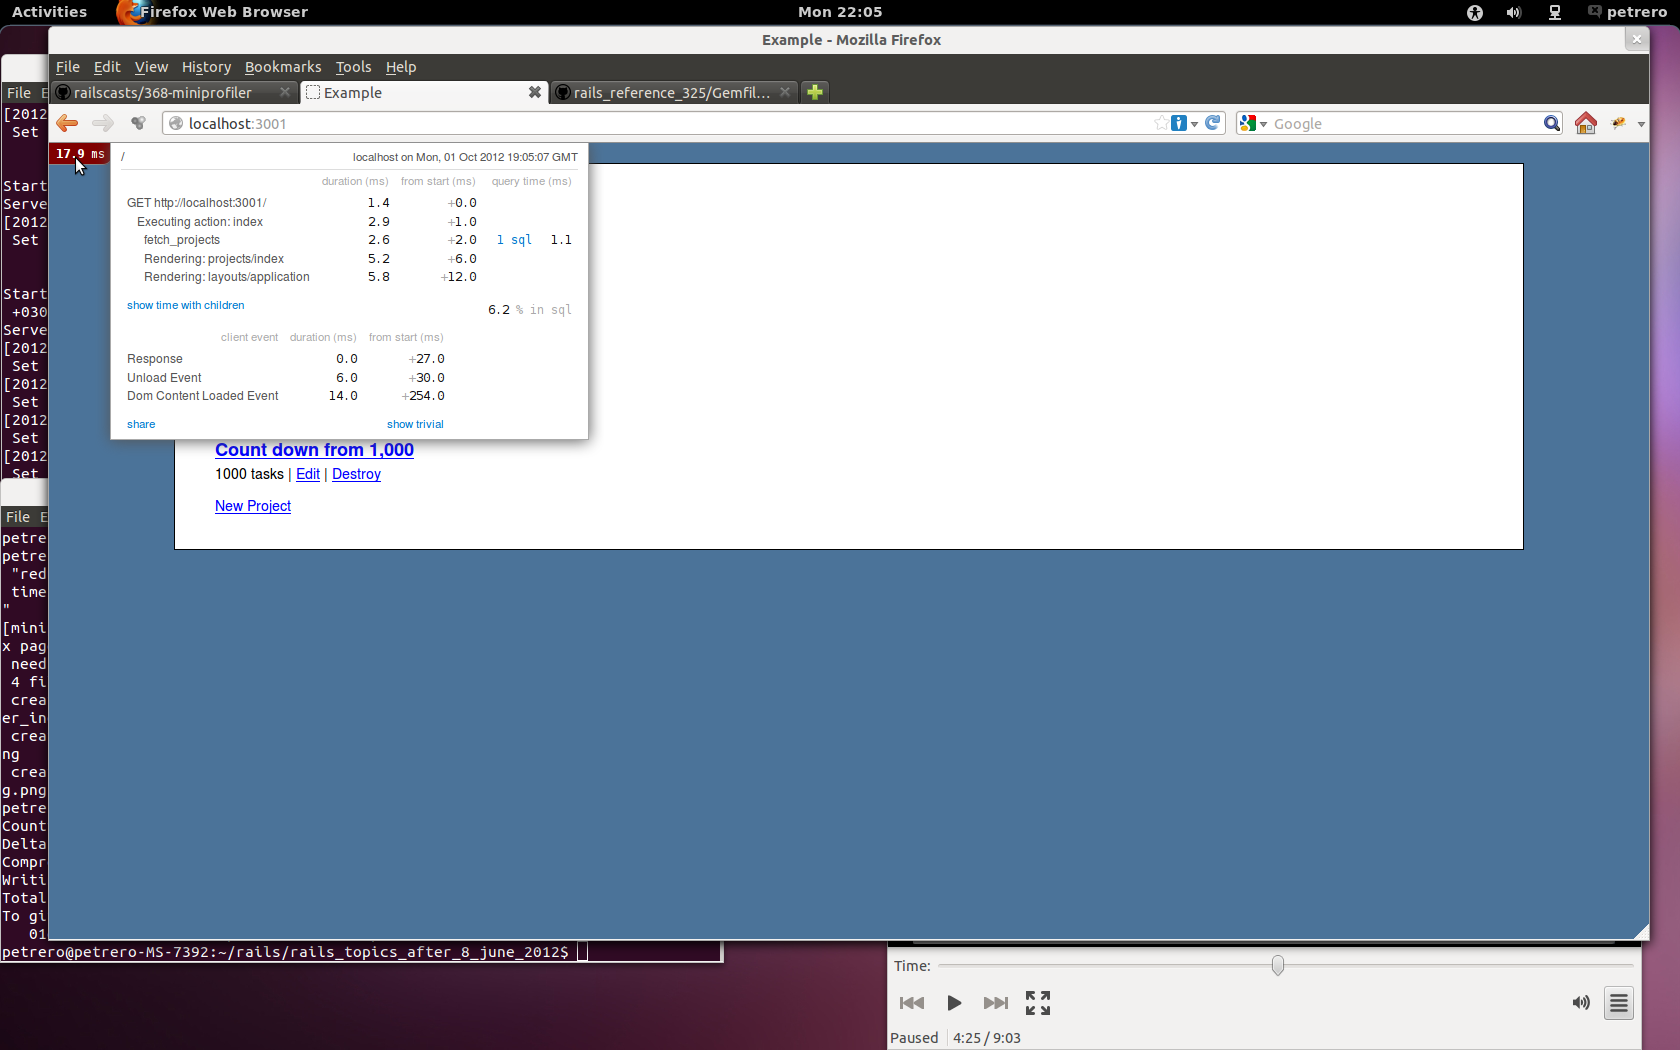 Activities Firefox Web Browser Mon 22:05 petrero
Example - Mozilla Firefox
File Edit View History Bookmarks Tools Help
railscasts/368-miniprofiler Example rails_reference_325/Gemfil...
localhost:3001 Google
17.9 ms
/ localhost on Mon, 01 Oct 2012 19:05:07 GMT
duration (ms) from start (ms) query time (ms)
GET http://localhost:3001/ 1.4 +0.0
Executing action: index 2.9 +1.0
fetch_projects 2.6 +2.0 1 sql 1.1
Rendering: projects/index 5.2 +6.0
Rendering: layouts/application 5.8 +12.0
show time with children 6.2 % in sql
client event duration (ms) from start (ms)
Response 0.0 +27.0
Unload Event 6.0 +30.0
Dom Content Loaded Event 14.0 +254.0
share show trivial
Count down from 1,000
1000 tasks | Edit | Destroy
New Project
File E
[2012
Set
Start
Serve
[2012
Set
Start
+030
Serve
[2012
Set
[2012
Set
[2012
Set
[2012
Set
File E
petre
petre
"red
time
"
[mini
x pag
need
4 fi
crea
er_in
crea
ng
crea
g.png
petre
Count
Delta
Compr
Writi
Total
To gi
01
petrero@petrero-MS-7392:~/rails/rails_topics_after_8_june_2012$
Time:
Paused 4:25 / 9:03